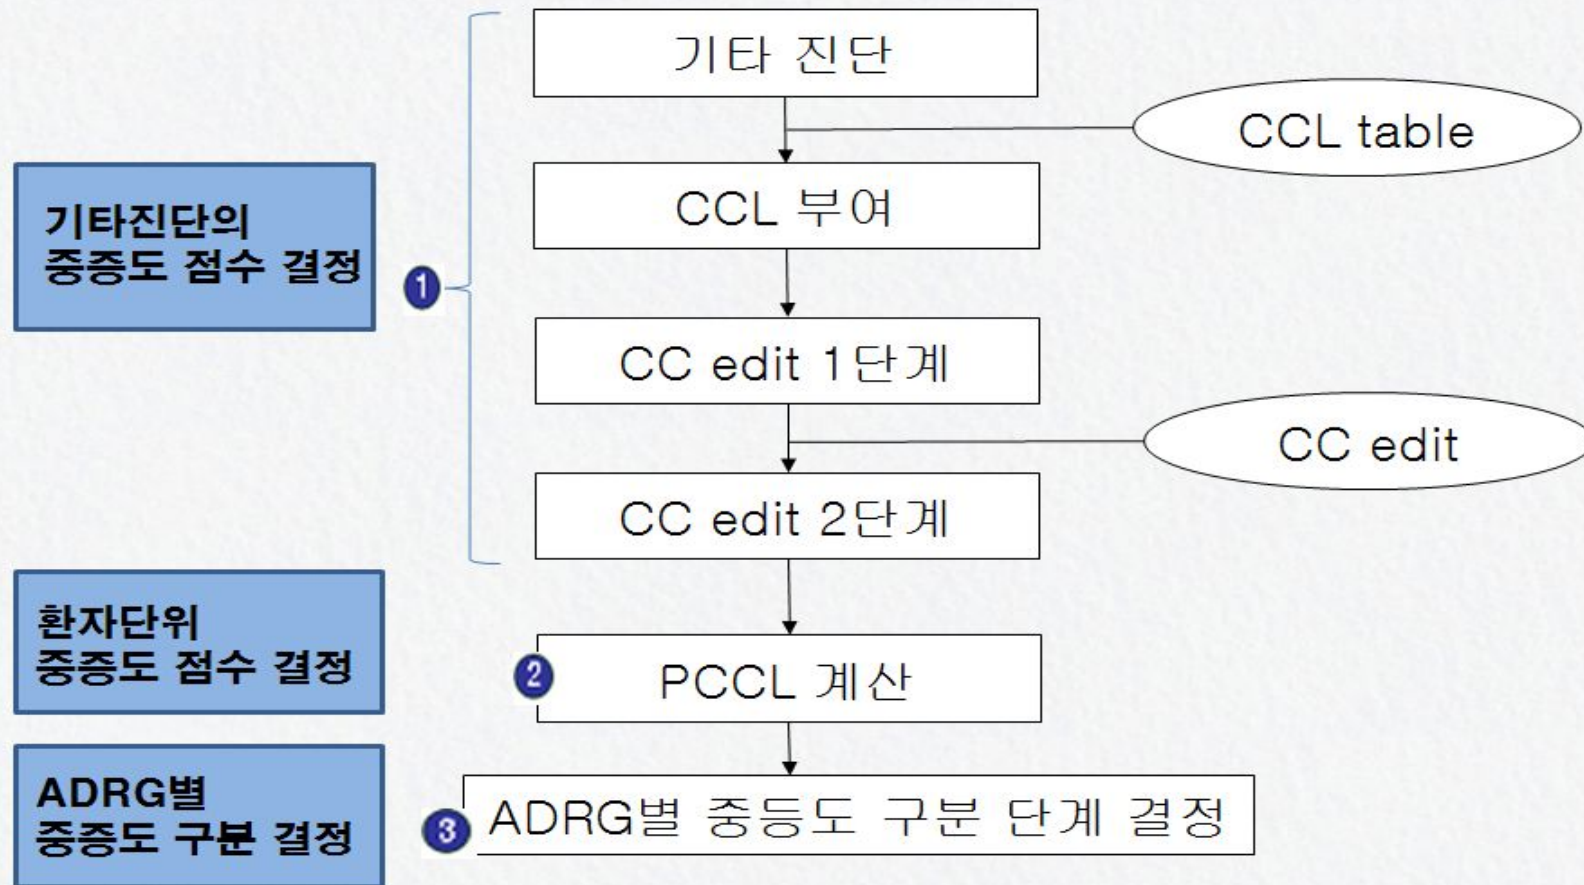 기타 진단
CCL table
CCL 부여
기타진단의
중증도 점수 결정
1
CC edit 1단계
CC edit
CC edit 2단계
환자단위
중증도 점수 결정
2
PCCL 계산
ADRG별
중증도 구분 결정
3
ADRG별 중등도 구분 단계 결정